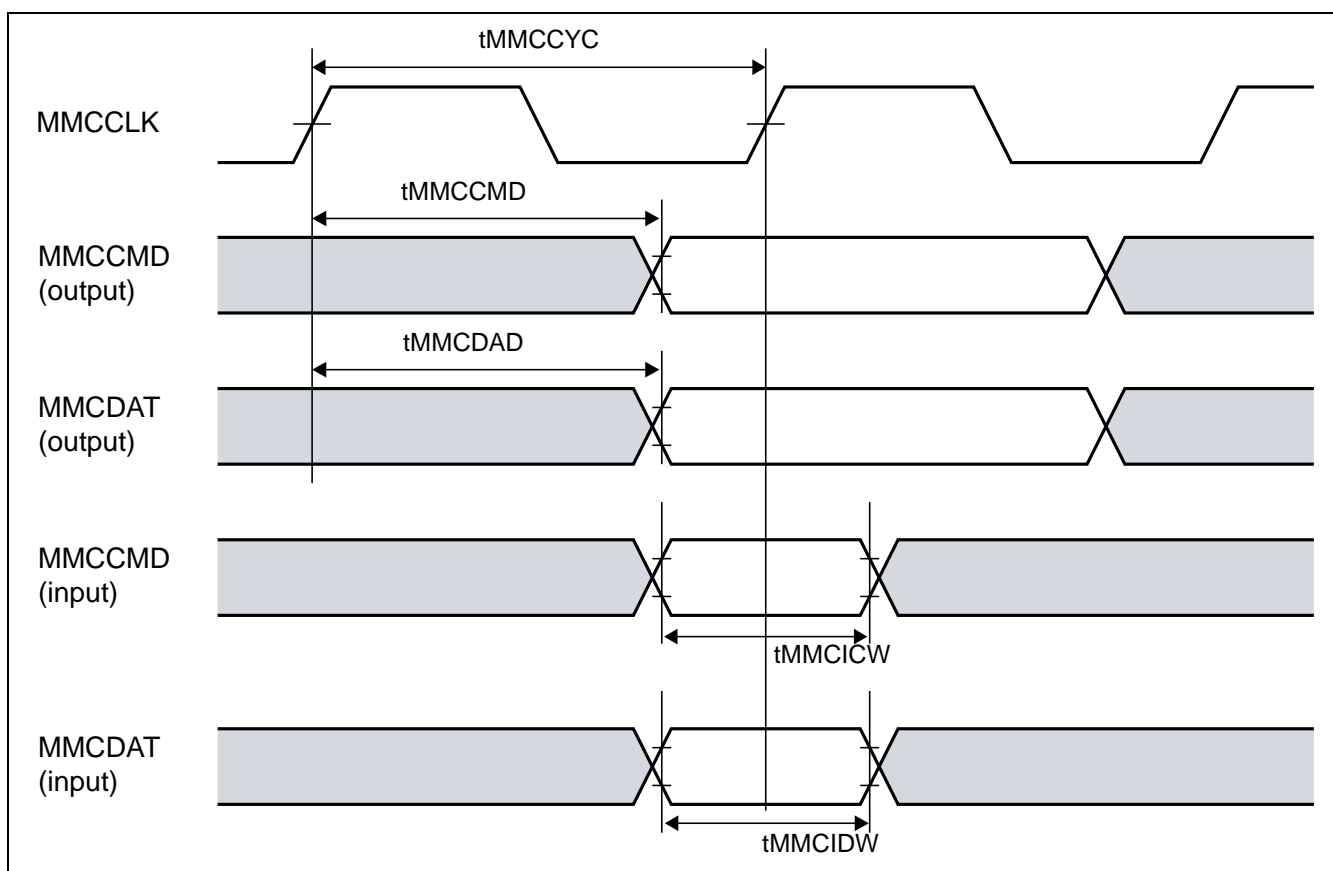 tMMCCYC
MMCCLK
tMMCCMD
MMCCMD
(output)
tMMCDAD
MMCDAT
(output)
MMCCMD
(input)
tMMCICW
MMCDAT
(input)
tMMCIDW